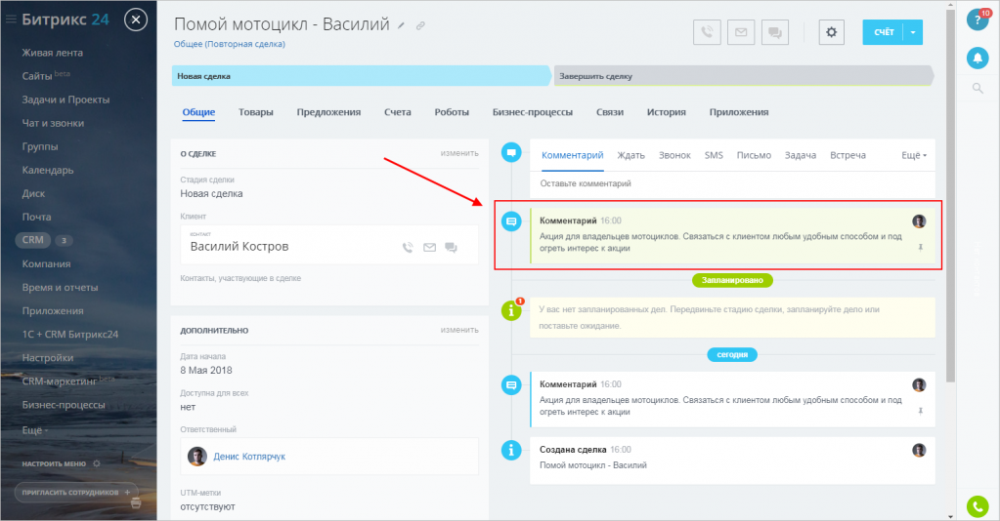 Битрикс 24
Живая лента
Сайты beta
Задачи и Проекты
Чат и звонки
Группы
Календарь
Диск
Почта
CRM 3
Компания
Время и отчеты
Приложения
1С + CRM Битрикс24
Настройки
CRM-маркетинг beta
Бизнес-процессы
Ещё
НАСТРОИТЬ МЕНЮ
ПРИГЛАСИТЬ СОТРУДНИКОВ +
Помой мотоцикл - Василий
Общее (Повторная сделка)
СЧЁТ
? 10
Новая сделка
Завершить сделку
Общие Товары Предложения Счета Роботы Бизнес-процессы Связи История Приложения
О СДЕЛКЕ изменить
Стадия сделки
Новая сделка
Клиент
КОНТАКТ
Василий Костров
Контакты, участвующие в сделке
ДОПОЛНИТЕЛЬНО изменить
Дата начала
8 Мая 2018
Доступна для всех
нет
Ответственный
Денис Котлярчук
UTM-метки
отсутствуют
Комментарий Ждать Звонок SMS Письмо Задача Встреча Ещё
Оставьте комментарий
Комментарий 16:00
Акция для владельцев мотоциклов. Связаться с клиентом любым удобным способом и под
огреть интерес к акции
Запланировано
1
У вас нет запланированных дел. Передвиньте стадию сделки, запланируйте дело или
поставьте ожидание.
сегодня
Комментарий 16:00
Акция для владельцев мотоциклов. Связаться с клиентом любым удобным способом и под
огреть интерес к акции
Создана сделка 16:00
Помой мотоцикл - Василий